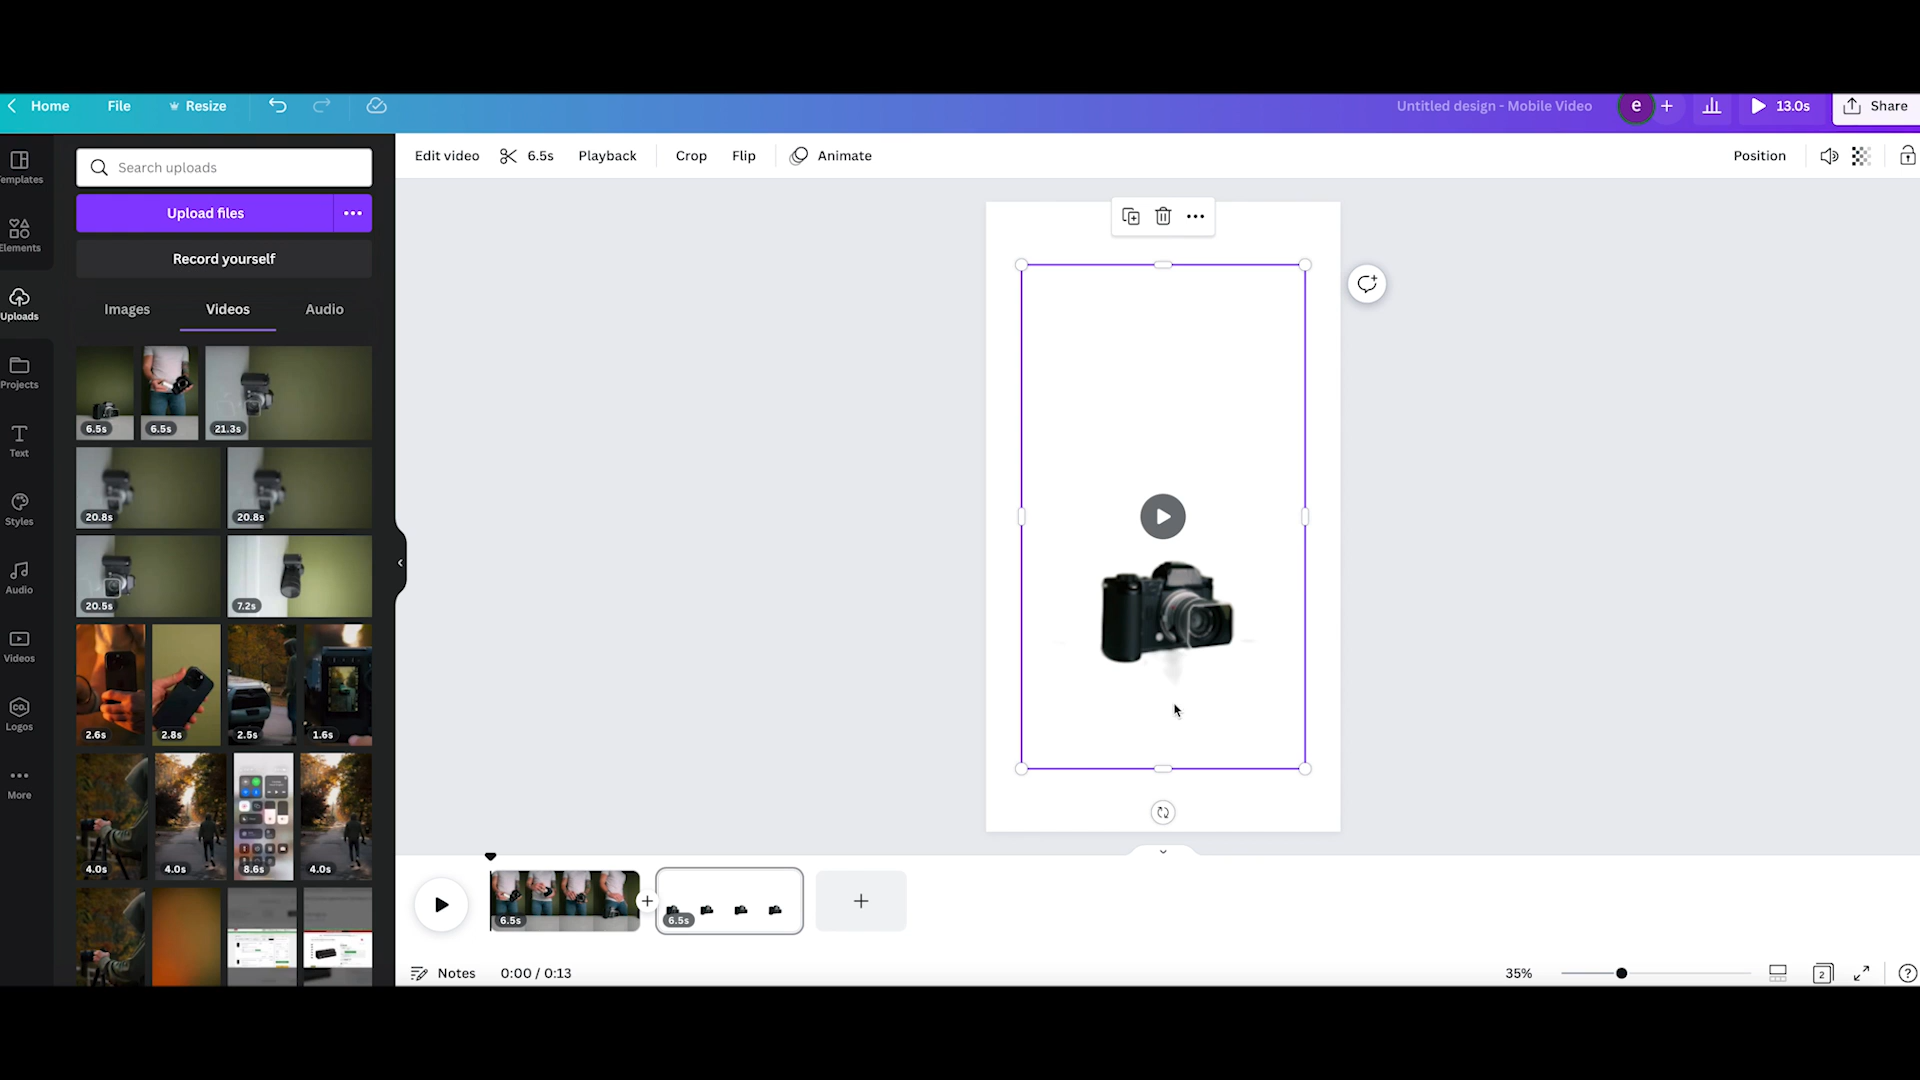 Home File Resize Untitled design - Mobile Video e 13.0s Share
Templates
Elements
Uploads
Projects
Text
Styles
Audio
Videos
CO.
Logos
More
Search uploads
Upload files
Record yourself
Images Videos Audio
6.5s 6.5s 21.3s
20.8s 20.8s
20.5s 7.2s
2.6s 2.8s 2.5s 1.6s
4.0s 4.0s 8.6s 4.0s
Edit video 6.5s Playback Crop Flip Animate Position
6.5s 6.5s
Notes 0:00 / 0:13 35% 2 ?